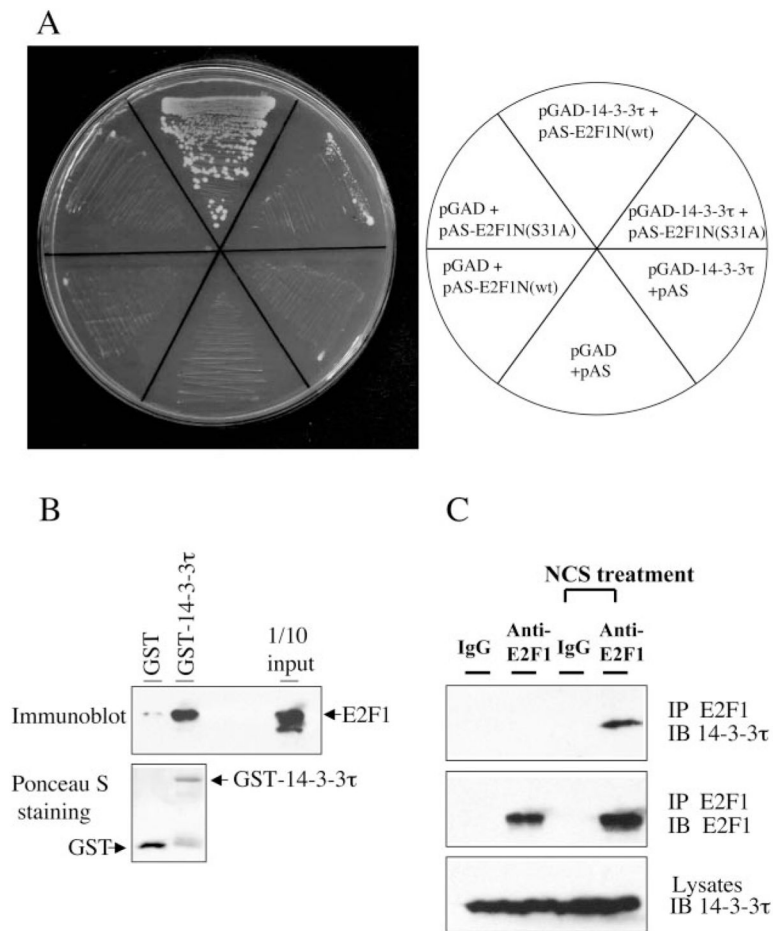 A
pGAD-14-3-3τ +
pAS-E2F1N(wt)
pGAD +
pAS-E2F1N(S31A)
pGAD-14-3-3τ +
pAS-E2F1N(S31A)
pGAD +
pAS-E2F1N(wt)
pGAD-14-3-3τ
+pAS
pGAD
+pAS
B
GST
GST-14-3-3τ
1/10
input
Immunoblot
E2F1
Ponceau S
staining
GST-14-3-3τ
GST
C
NCS treatment
IgG
Anti-
E2F1
IgG
Anti-
E2F1
IP E2F1
IB 14-3-3τ
IP E2F1
IB E2F1
Lysates
IB 14-3-3τ